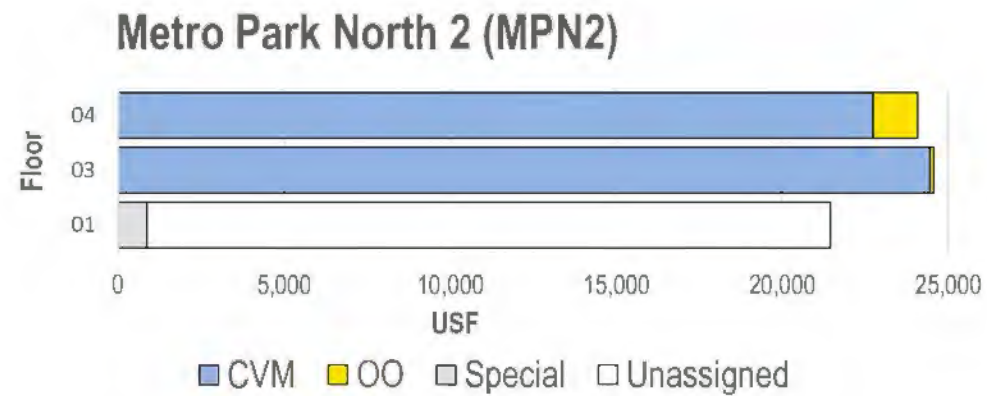 Metro Park North 2 (MPN2)
Floor
04
03
01
0 5,000 10,000 15,000 20,000 25,000
USF
CVM OO Special Unassigned